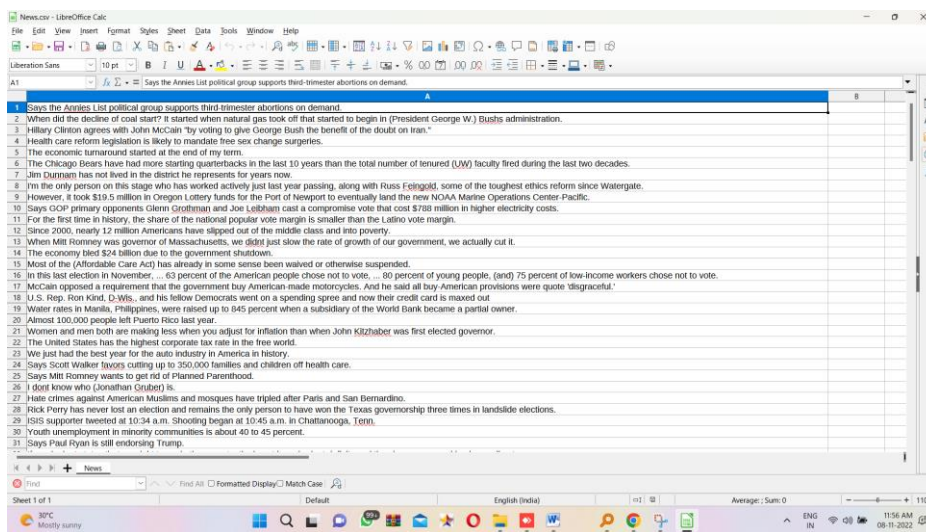 News.csv - LibreOffice Calc
File Edit View Insert Format Styles Sheet Data Tools Window Help
Liberation Sans 10 pt
A1 Says the Annies List political group supports third-trimester abortions on demand.
A B
1 Says the Annies List political group supports third-trimester abortions on demand.
2 When did the decline of coal start? It started when natural gas took off that started to begin in (President George W.) Bushs administration.
3 Hillary Clinton agrees with John McCain "by voting to give George Bush the benefit of the doubt on Iran."
4 Health care reform legislation is likely to mandate free sex change surgeries.
5 The economic turnaround started at the end of my term.
6 The Chicago Bears have had more starting quarterbacks in the last 10 years than the total number of tenured (UW) faculty fired during the last two decades.
7 Jim Dunnam has not lived in the district he represents for years now.
8 I'm the only person on this stage who has worked actively just last year passing, along with Russ Feingold, some of the toughest ethics reform since Watergate.
9 However, it took $19.5 million in Oregon Lottery funds for the Port of Newport to eventually land the new NOAA Marine Operations Center-Pacific.
10 Says GOP primary opponents Glenn Grothman and Joe Leibham cast a compromise vote that cost $788 million in higher electricity costs.
11 For the first time in history, the share of the national popular vote margin is smaller than the Latino vote margin.
12 Since 2000, nearly 12 million Americans have slipped out of the middle class and into poverty.
13 When Mitt Romney was governor of Massachusetts, we didnt just slow the rate of growth of our government, we actually cut it.
14 The economy bled $24 billion due to the government shutdown.
15 Most of the (Affordable Care Act) has already in some sense been waived or otherwise suspended.
16 In this last election in November, ... 63 percent of the American people chose not to vote, ... 80 percent of young people, (and) 75 percent of low-income workers chose not to vote.
17 McCain opposed a requirement that the government buy American-made motorcycles. And he said all buy-American provisions were quote 'disgraceful.'
18 U.S. Rep. Ron Kind, D-Wis., and his fellow Democrats went on a spending spree and now their credit card is maxed out
19 Water rates in Manila, Philippines, were raised up to 845 percent when a subsidiary of the World Bank became a partial owner.
20 Almost 100,000 people left Puerto Rico last year.
21 Women and men both are making less when you adjust for inflation than when John Kitzhaber was first elected governor.
22 The United States has the highest corporate tax rate in the free world.
23 We just had the best year for the auto industry in America in history.
24 Says Scott Walker favors cutting up to 350,000 families and children off health care.
25 Says Mitt Romney wants to get rid of Planned Parenthood.
26 I dont know who (Jonathan Gruber) is.
27 Hate crimes against American Muslims and mosques have tripled after Paris and San Bernardino.
28 Rick Perry has never lost an election and remains the only person to have won the Texas governorship three times in landslide elections.
29 ISIS supporter tweeted at 10:34 a.m. Shooting began at 10:45 a.m. in Chattanooga, Tenn.
30 Youth unemployment in minority communities is about 40 to 45 percent.
31 Says Paul Ryan is still endorsing Trump.
News
Find Find All Formatted Display Match Case
Sheet 1 of 1 Default English (India) Average: ; Sum: 0 110
30°C
Mostly sunny
99+
ENG
IN
11:56 AM
08-11-2022